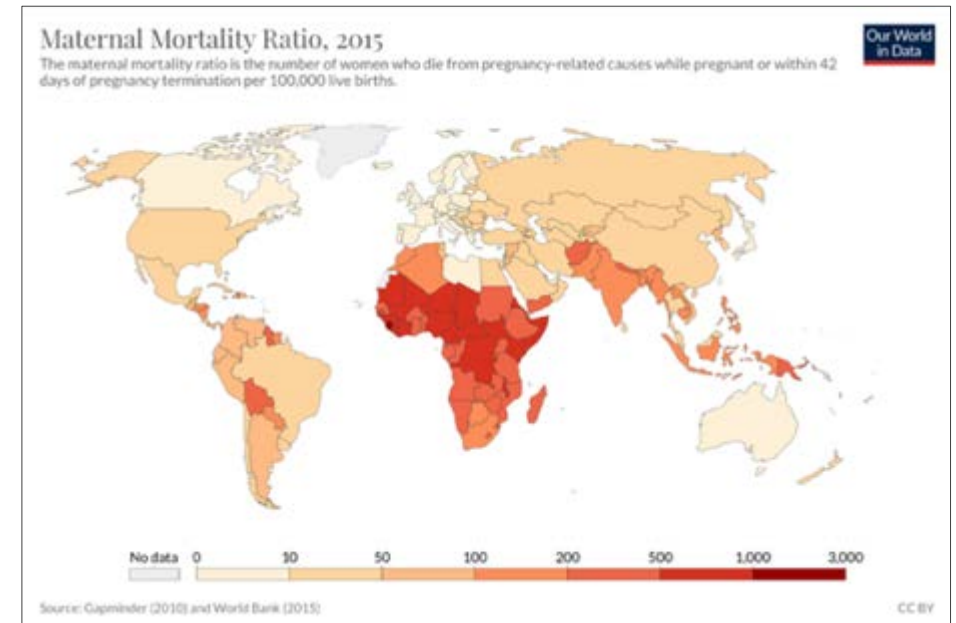 Maternal Mortality Ratio, 2015
Our World
in Data
The maternal mortality ratio is the number of women who die from pregnancy-related causes while pregnant or within 42
days of pregnancy termination per 100,000 live births.
No data 0 10 50 100 200 500 1,000 3,000
Source: Gapminder (2010) and World Bank (2015) CC BY